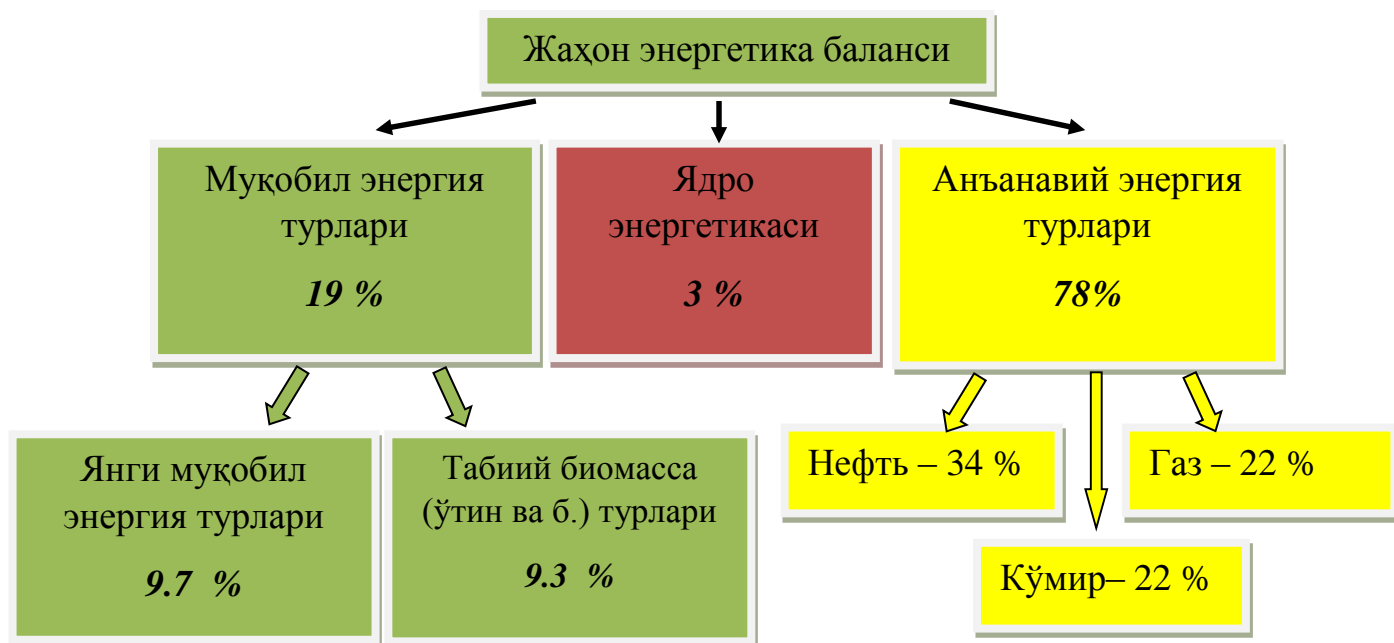 Жаҳон энергетика баланси
Муқобил энергия
турлари
19 %
Ядро
энергетикаси
3 %
Анъанавий энергия
турлари
78%
Янги муқобил
энергия турлари
9.7 %
Табиий биомасса
(ўтин ва б.) турлари
9.3 %
Нефть – 34 %
Газ – 22 %
Кўмир– 22 %